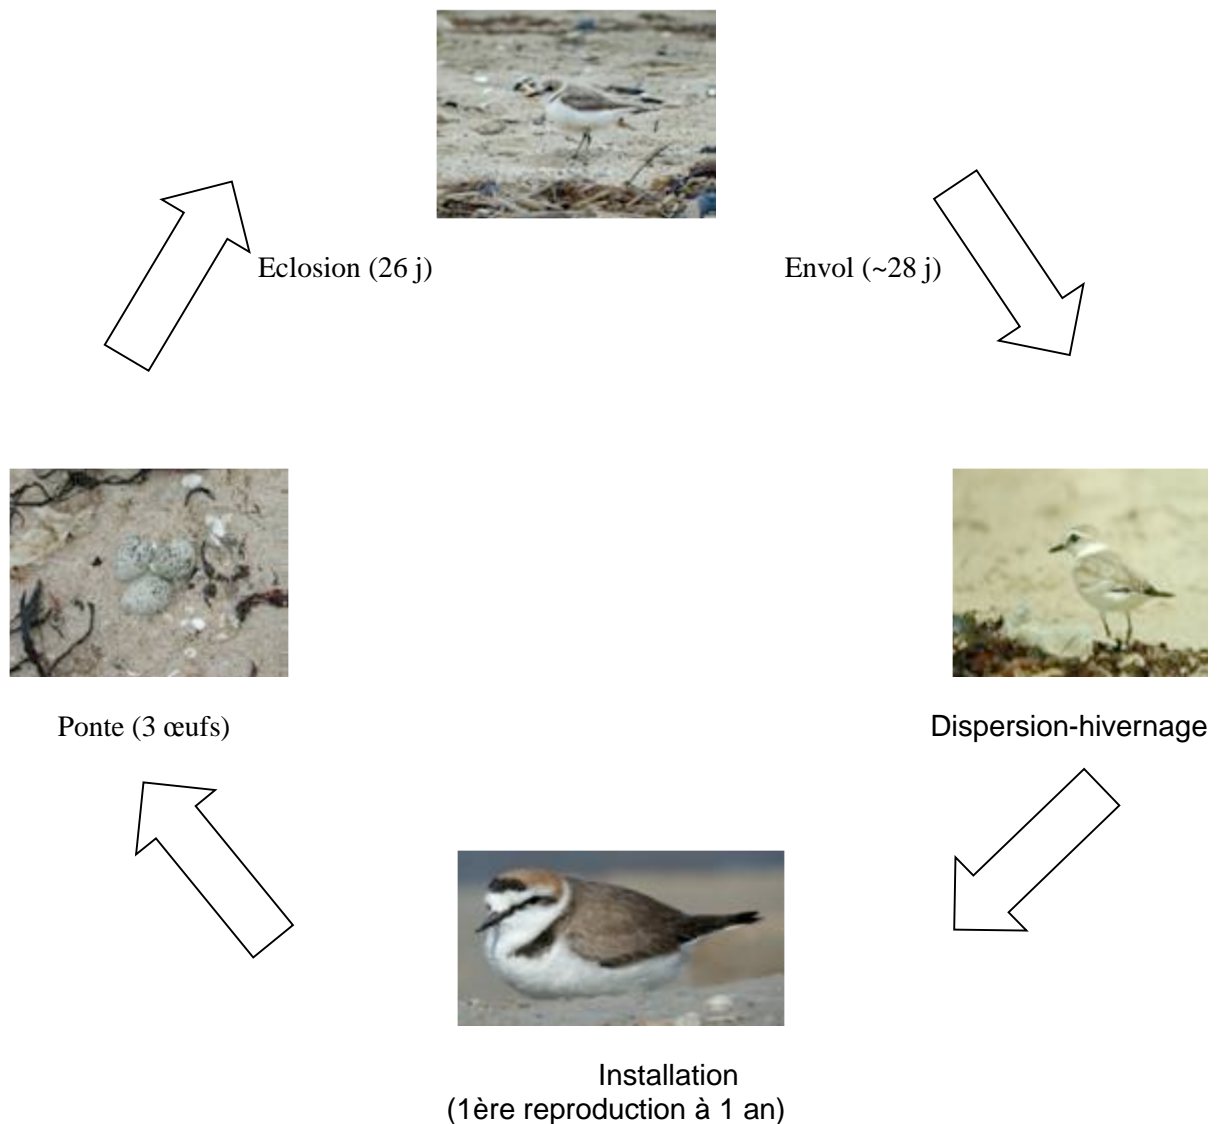 Eclosion (26 j)
Envol (~28 j)
Ponte (3 œufs)
Dispersion-hivernage
Installation
(1ère reproduction à 1 an)